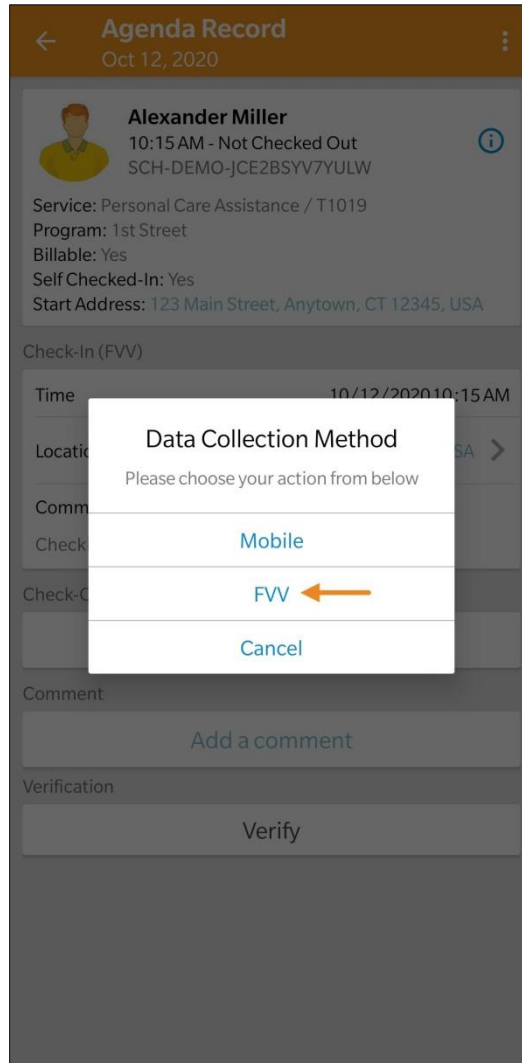 Agenda Record
Oct 12, 2020
Alexander Miller
10:15 AM - Not Checked Out
SCH-DEMO-JCE2BSYV7YULW
Service: Personal Care Assistance / T1019
Program: 1st Street
Billable: Yes
Self Checked-In: Yes
Start Address: 123 Main Street, Anytown, CT 12345, USA
Check-In (FVV)
Time 10/12/2020 10:15 AM
Locatio SA
Comm
Check
Data Collection Method
Please choose your action from below
Mobile
FVV
Cancel
Check-O
Comment
Add a comment
Verification
Verify